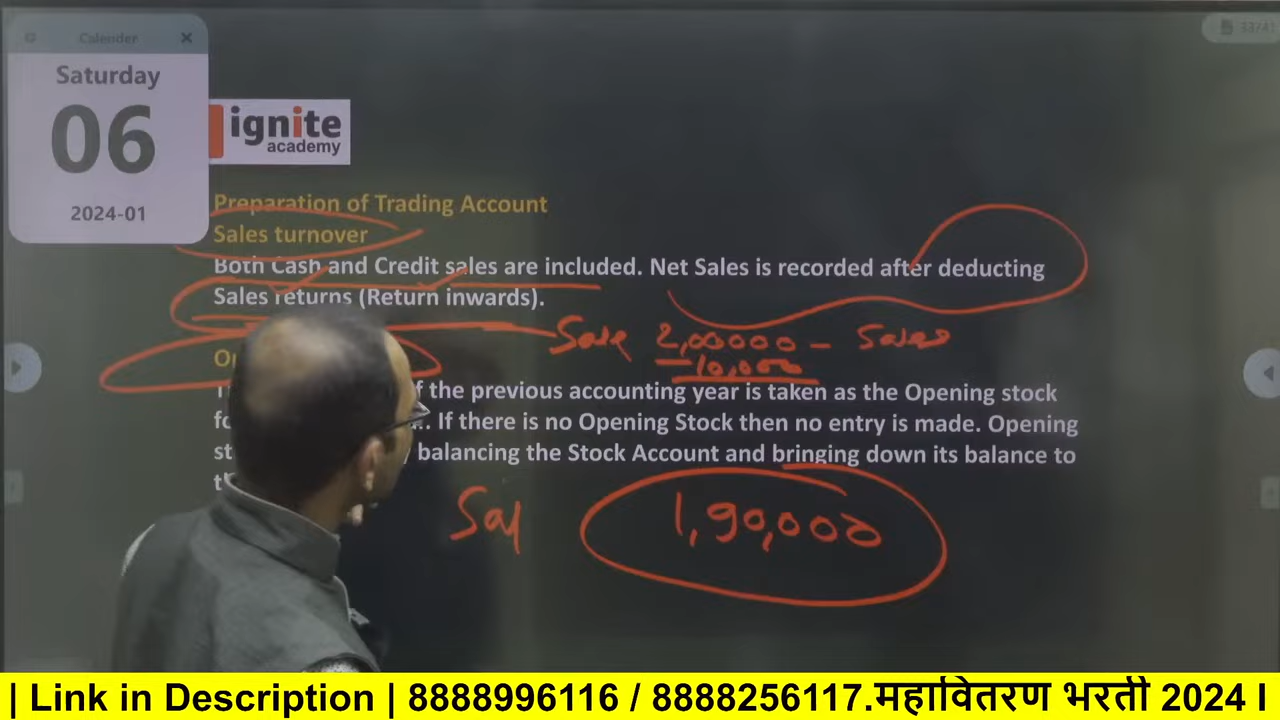 Calender
Saturday
06
2024-01
33/4
ignite
academy
Preparation of Trading Account
Sales turnover
Both Cash and Credit sales are included. Net Sales is recorded after deducting
Sales returns (Return inwards).
Sale 2,00000 – Sales
– 10,000
f the previous accounting year is taken as the Opening stock
If there is no Opening Stock then no entry is made. Opening
st balancing the Stock Account and bringing down its balance to
Sal 1,90,000
| Link in Description | 8888996116 / 8888256117.महावितरण भरती 2024 I